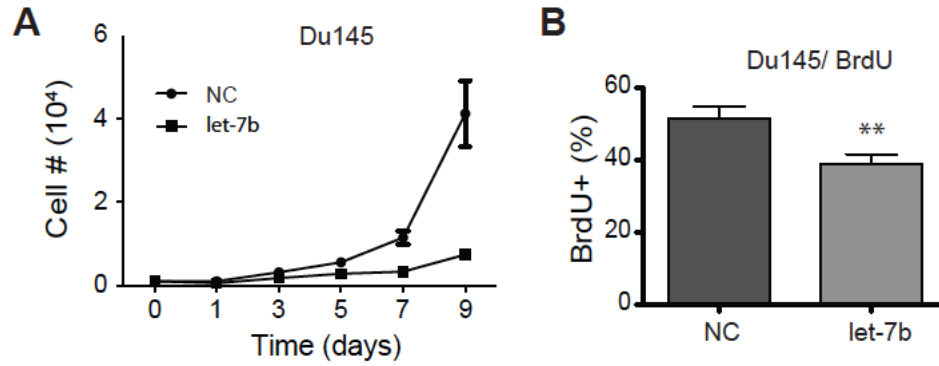 A
Du145
Cell # (10⁴)
6
4
2
0
NC
let-7b
0 1 3 5 7 9
Time (days)
B
Du145/ BrdU
BrdU+ (%)
60
40
20
0
**
NC let-7b